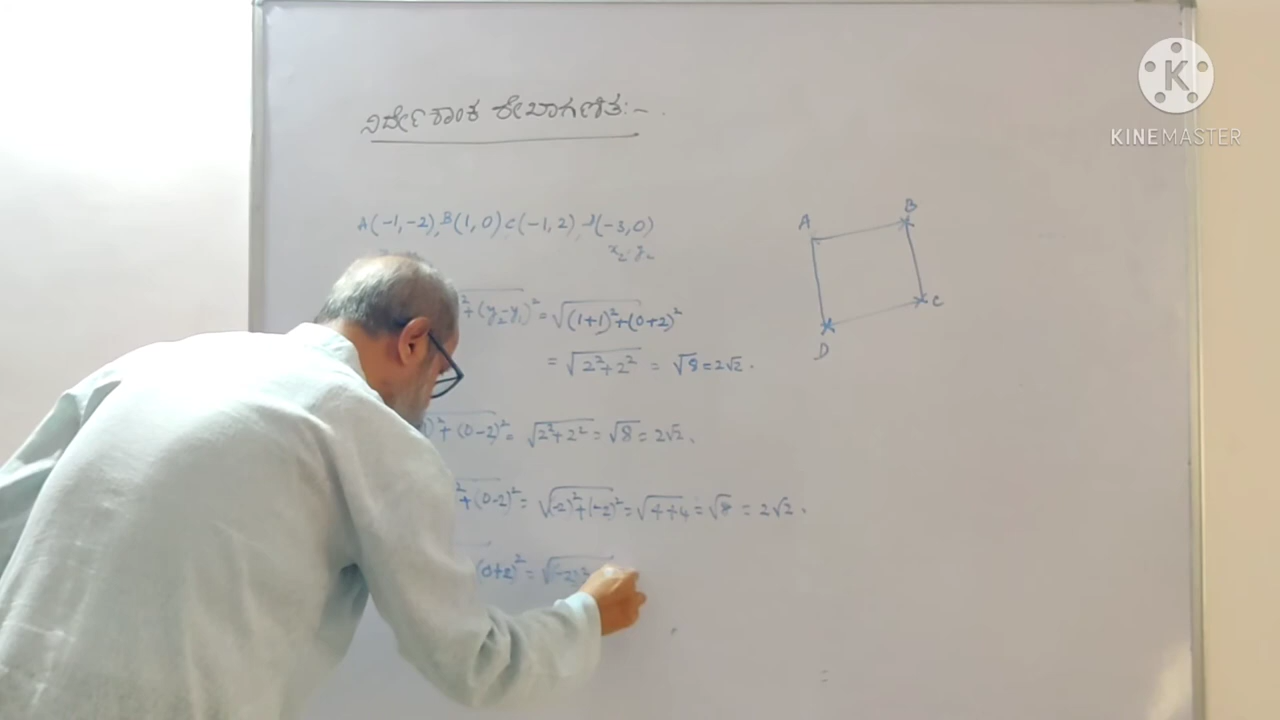 ನಿರ್ದೇಶಾಂಕ ರೇಖಾಗಣಿತ:- .
KINEMASTER
A(-1,-2), B(1,0) C(-1,2), D(-3,0)
x₂ y₂
² + (y₂-y₁)² = √(1+1)²+(0+2)²
= √2²+2² = √8 = 2√2 .
)² + (0-2)² = √2²+2² = √8 = 2√2 .
² + (0-2)² = √(-2)²+(-2)² = √4+4 = √8 = 2√2 .
(0+2)² = √(-2)²
A
B
C
D